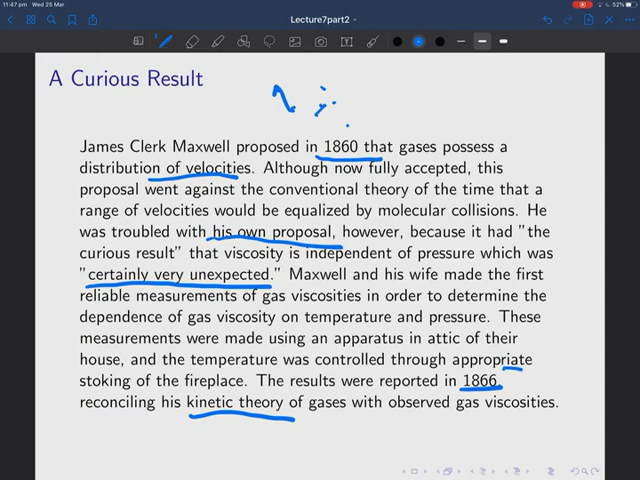 11:47 pm Wed 25 Mar
52%
Lecture7part2
A Curious Result
James Clerk Maxwell proposed in 1860 that gases possess a
distribution of velocities. Although now fully accepted, this
proposal went against the conventional theory of the time that a
range of velocities would be equalized by molecular collisions. He
was troubled with his own proposal, however, because it had "the
curious result" that viscosity is independent of pressure which was
"certainly very unexpected." Maxwell and his wife made the first
reliable measurements of gas viscosities in order to determine the
dependence of gas viscosity on temperature and pressure. These
measurements were made using an apparatus in attic of their
house, and the temperature was controlled through appropriate
stoking of the fireplace. The results were reported in 1866,
reconciling his kinetic theory of gases with observed gas viscosities.